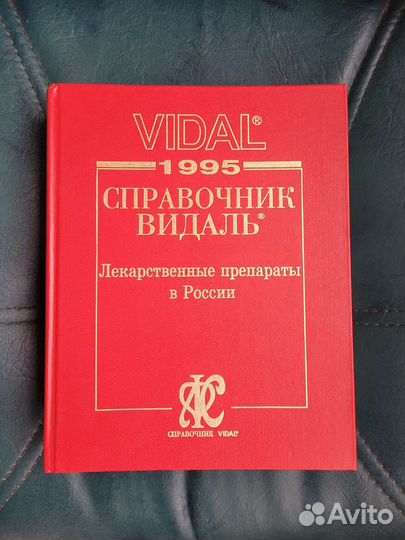 VIDAL®
1995
СПРАВОЧНИК
ВИДАЛЬ®
Лекарственные препараты
в России
СПРАВОЧНИК VIDAL®
Avito